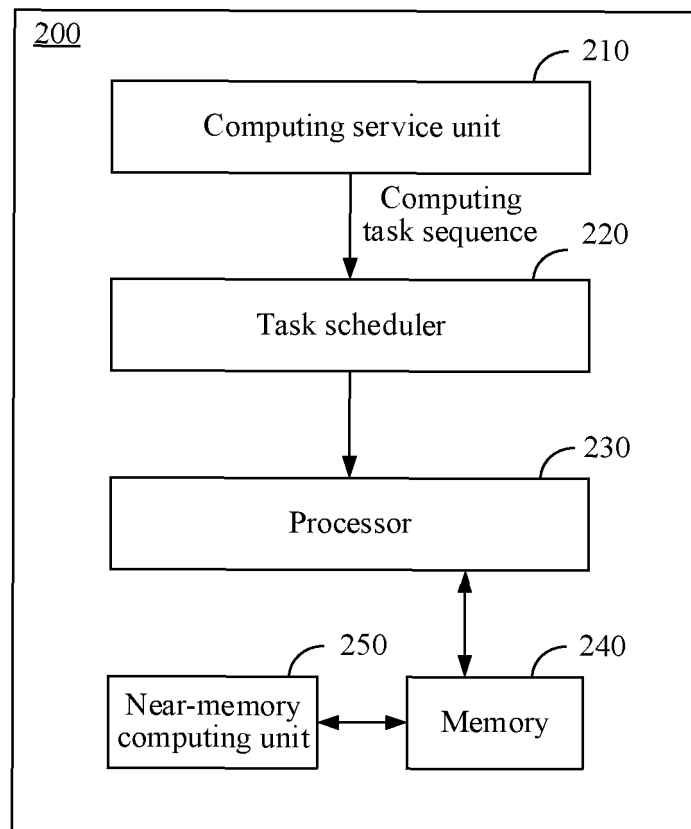 200
210
Computing service unit
Computing
task sequence
220
Task scheduler
230
Processor
250
240
Near-memory
computing unit
Memory